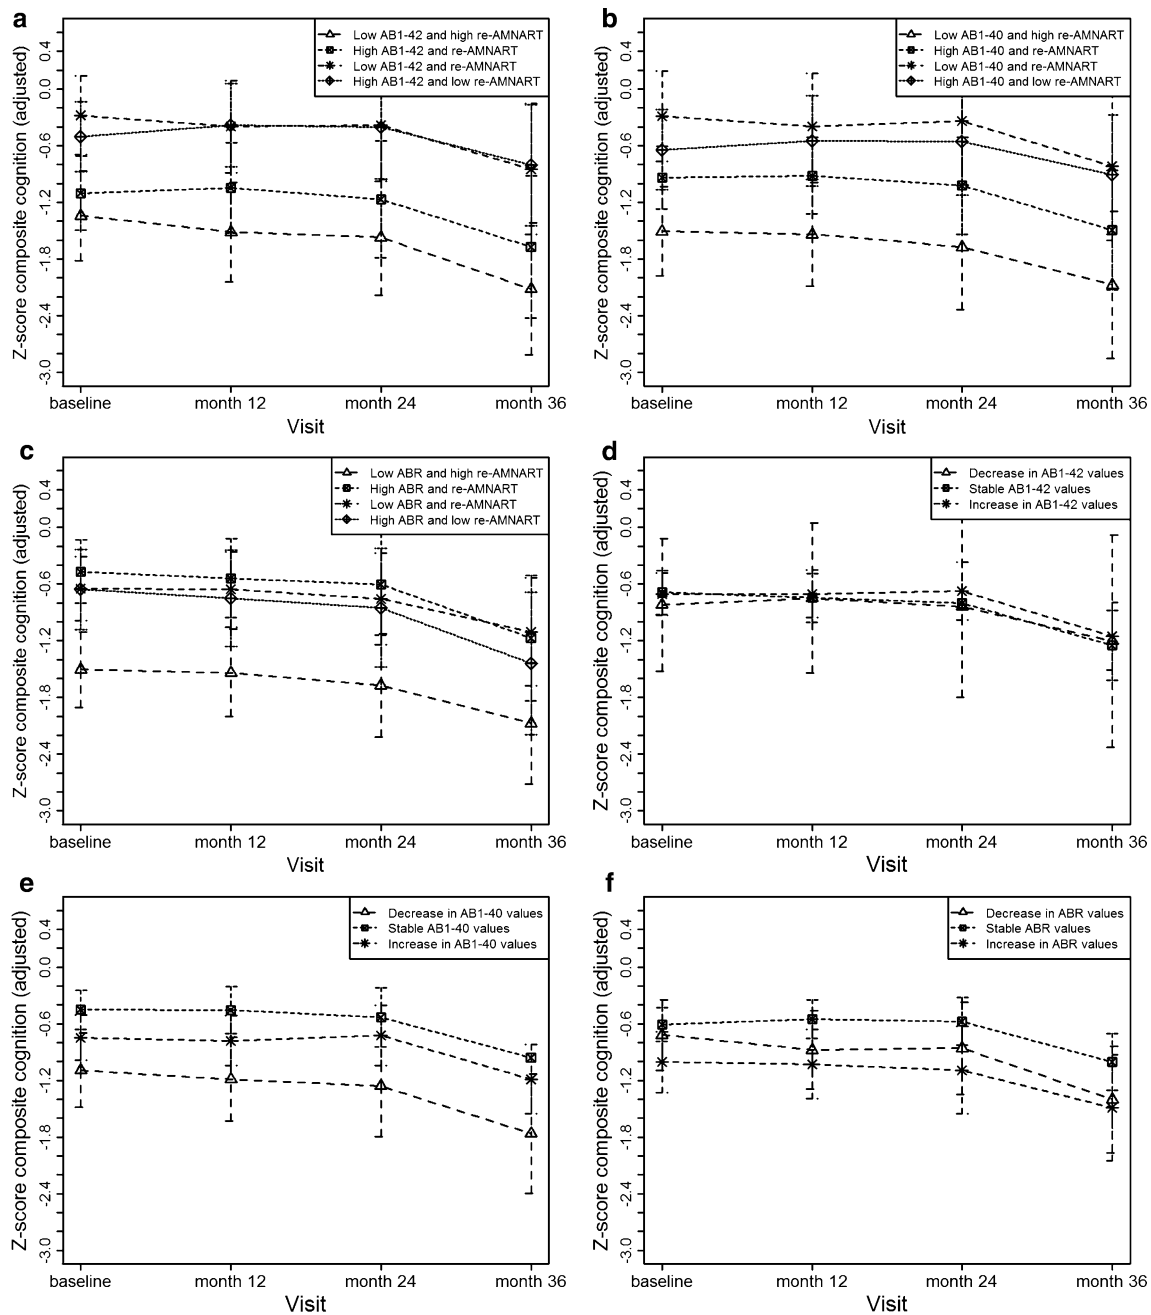 a
Z-score composite cognition (adjusted)
0.4
0.0
-0.6
-1.2
-1.8
-2.4
-3.0
Low AB1-42 and high re-AMNART
High AB1-42 and re-AMNART
Low AB1-42 and re-AMNART
High AB1-42 and low re-AMNART
baseline month 12 month 24 month 36
Visit
b
Z-score composite cognition (adjusted)
0.4
0.0
-0.6
-1.2
-1.8
-2.4
-3.0
Low AB1-40 and high re-AMNART
High AB1-40 and re-AMNART
Low AB1-40 and re-AMNART
High AB1-40 and low re-AMNART
baseline month 12 month 24 month 36
Visit
c
Z-score composite cognition (adjusted)
0.4
0.0
-0.6
-1.2
-1.8
-2.4
-3.0
Low ABR and high re-AMNART
High ABR and re-AMNART
Low ABR and re-AMNART
High ABR and low re-AMNART
baseline month 12 month 24 month 36
Visit
d
Z-score composite cognition (adjusted)
0.4
0.0
-0.6
-1.2
-1.8
-2.4
-3.0
Decrease in AB1-42 values
Stable AB1-42 values
Increase in AB1-42 values
baseline month 12 month 24 month 36
Visit
e
Z-score composite cognition (adjusted)
0.4
0.0
-0.6
-1.2
-1.8
-2.4
-3.0
Decrease in AB1-40 values
Stable AB1-40 values
Increase in AB1-40 values
baseline month 12 month 24 month 36
Visit
f
Z-score composite cognition (adjusted)
0.4
0.0
-0.6
-1.2
-1.8
-2.4
-3.0
Decrease in ABR values
Stable ABR values
Increase in ABR values
baseline month 12 month 24 month 36
Visit